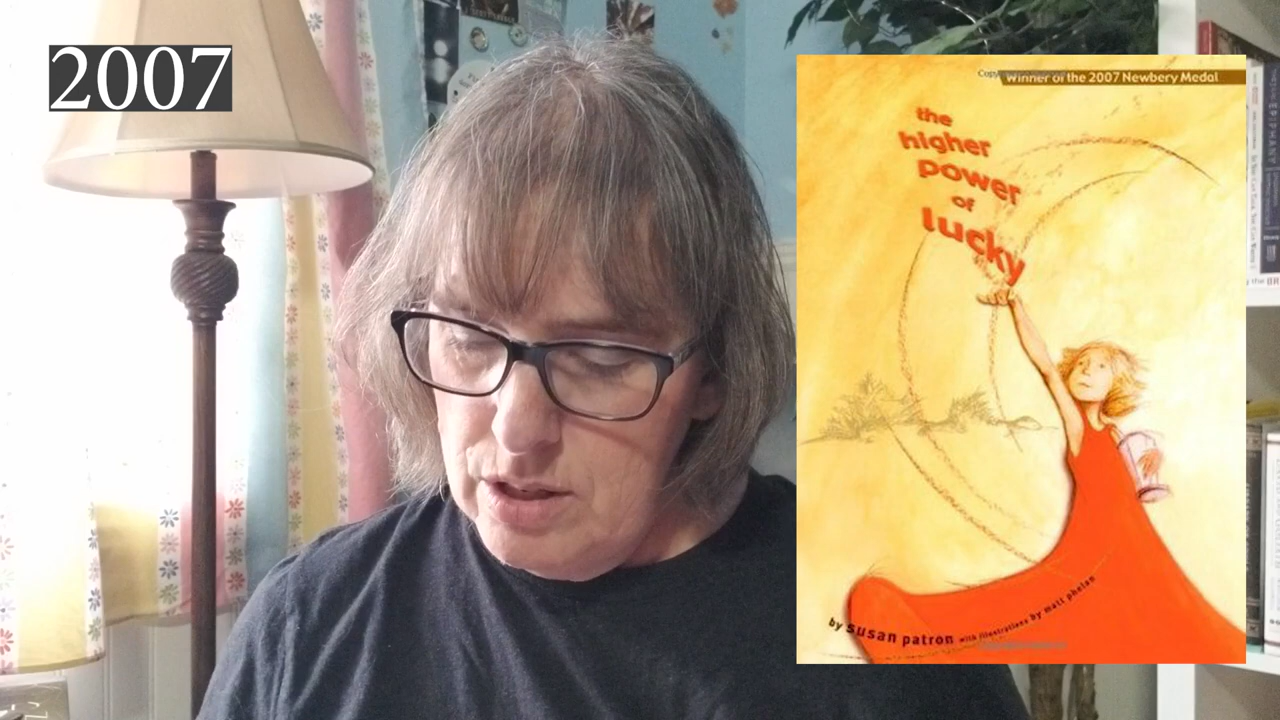 2007
Winner of the 2007 Newbery Medal
the
higher
power
of
lucky
by susan patron with illustrations by matt phelan